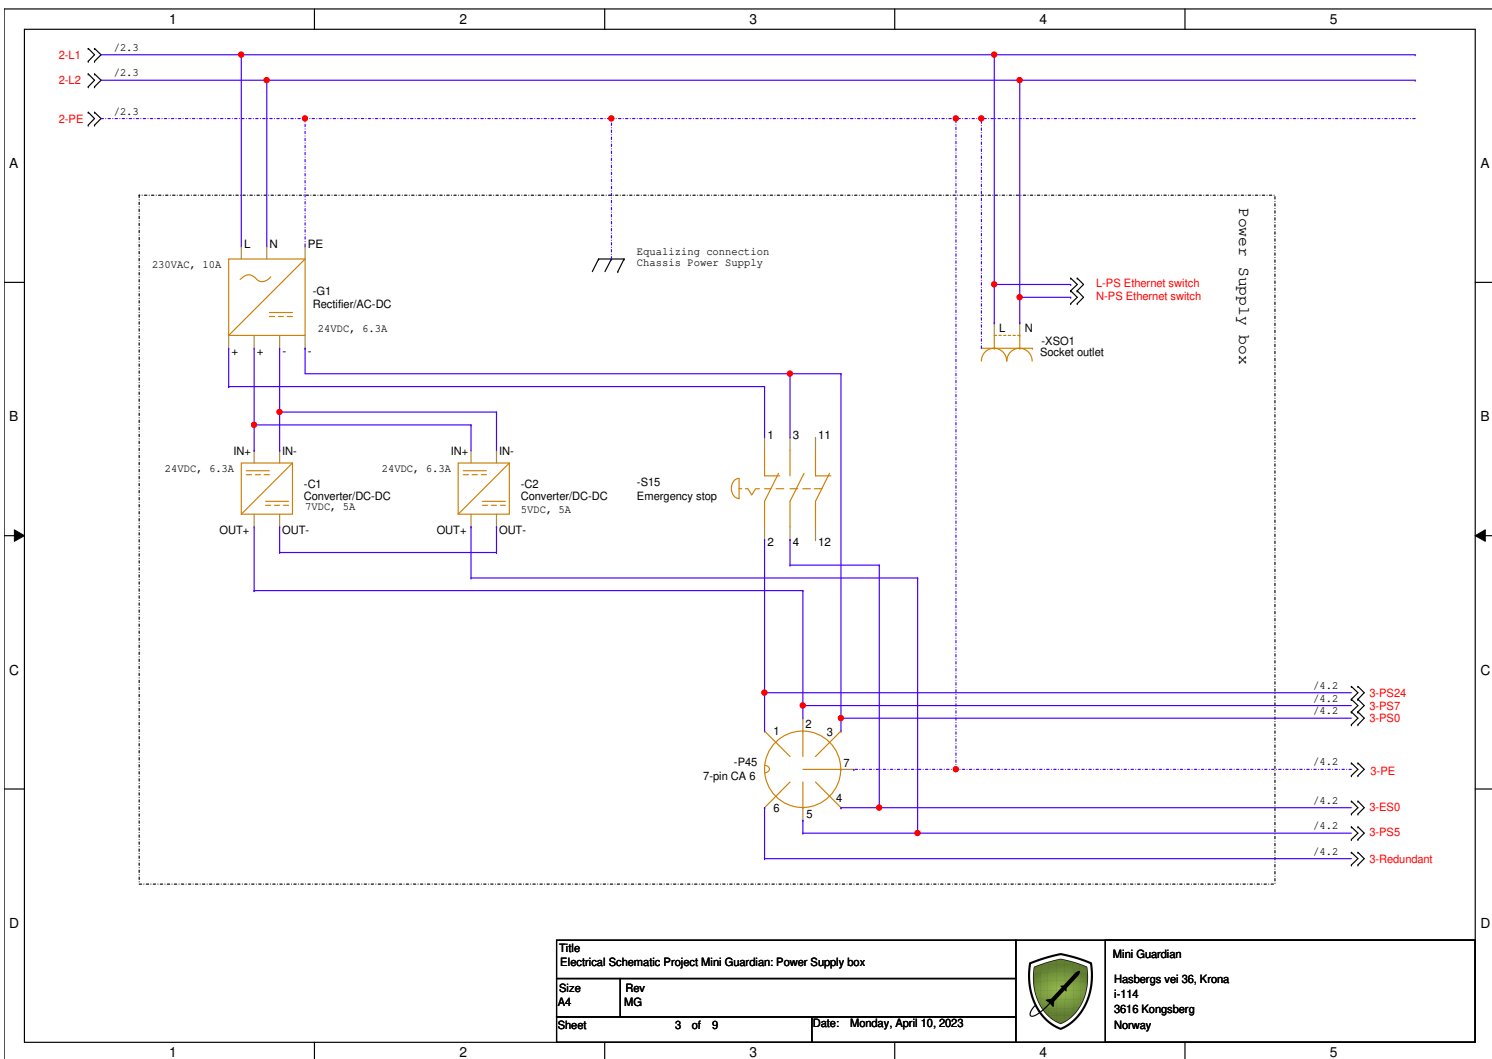 1 2 3 4 5
2-L1 /2.3
2-L2 /2.3
2-PE /2.3
A A
Power Supply box
L N PE
230VAC, 10A
Equalizing connection
Chassis Power Supply
-G1
Rectifier/AC-DC
24VDC, 6.3A
L-PS Ethernet switch
N-PS Ethernet switch
L N
-XSO1
Socket outlet
+ + - -
B B
1 3 11
IN+ IN- IN+ IN-
24VDC, 6.3A 24VDC, 6.3A
-C1
Converter/DC-DC
7VDC, 5A
-C2
Converter/DC-DC
5VDC, 5A
-S15
Emergency stop
OUT+ OUT- OUT+ OUT-
2 4 12
C C
/4.2 3-PS24
/4.2 3-PS7
/4.2 3-PS0
1 2 3
-P45
7-pin CA 6
7
/4.2 3-PE
6 5 4
/4.2 3-ES0
/4.2 3-PS5
/4.2 3-Redundant
D D
Title
Electrical Schematic Project Mini Guardian: Power Supply box
Size
A4
Rev
MG
Sheet 3 of 9
Date: Monday, April 10, 2023
Mini Guardian
Hasbergs vei 36, Krona
i-114
3616 Kongsberg
Norway
1 2 3 4 5